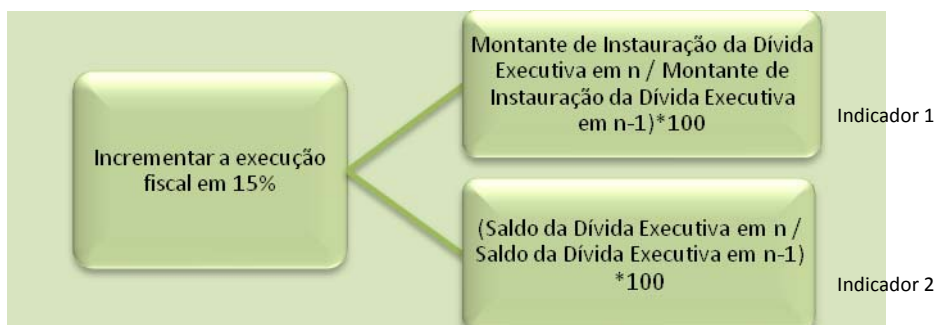 Incrementar a execução
fiscal em 15%
Montante de Instauração da Dívida
Executiva em n / Montante de
Instauração da Dívida Executiva
em n-1)*100
Indicador 1
(Saldo da Dívida Executiva em n /
Saldo da Dívida Executiva em n-1)
*100
Indicador 2